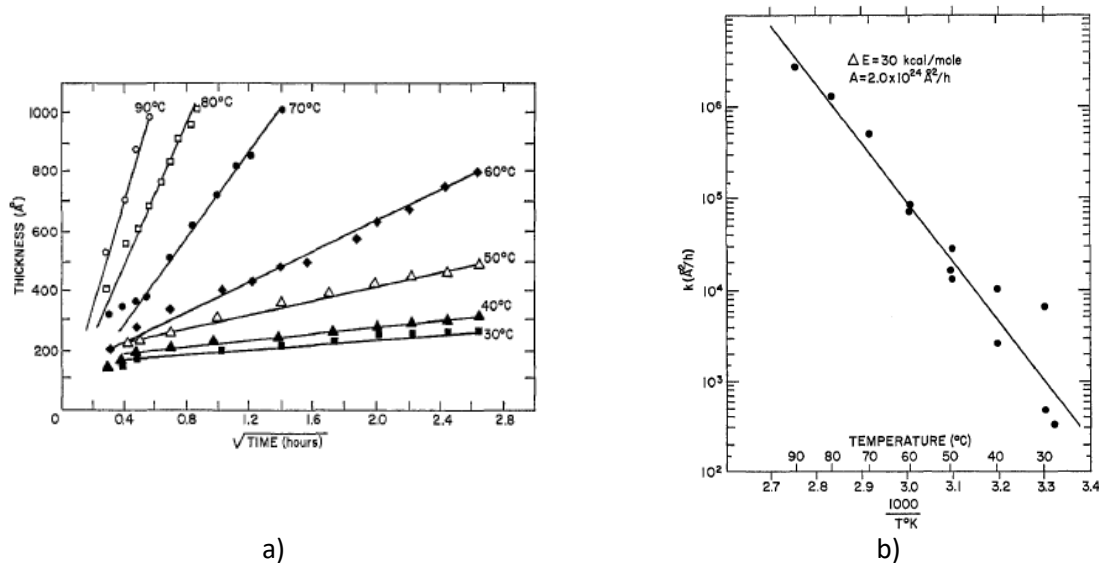 1000
800
600
400
200
0
0.4
0.8
1.2
1.6
2.0
2.4
2.8
THICKNESS (Å)
√TIME (hours)
90°C
80°C
70°C
60°C
50°C
40°C
30°C
a)
10⁶
10⁵
10⁴
10³
10²
k(Å²/h)
△E=30 kcal/mole
A=2.0x10²⁴ Å²/h
TEMPERATURE (°C)
90 80 70 60 50 40 30
2.7 2.8 2.9 3.0 3.1 3.2 3.3 3.4
1000
T°K
b)